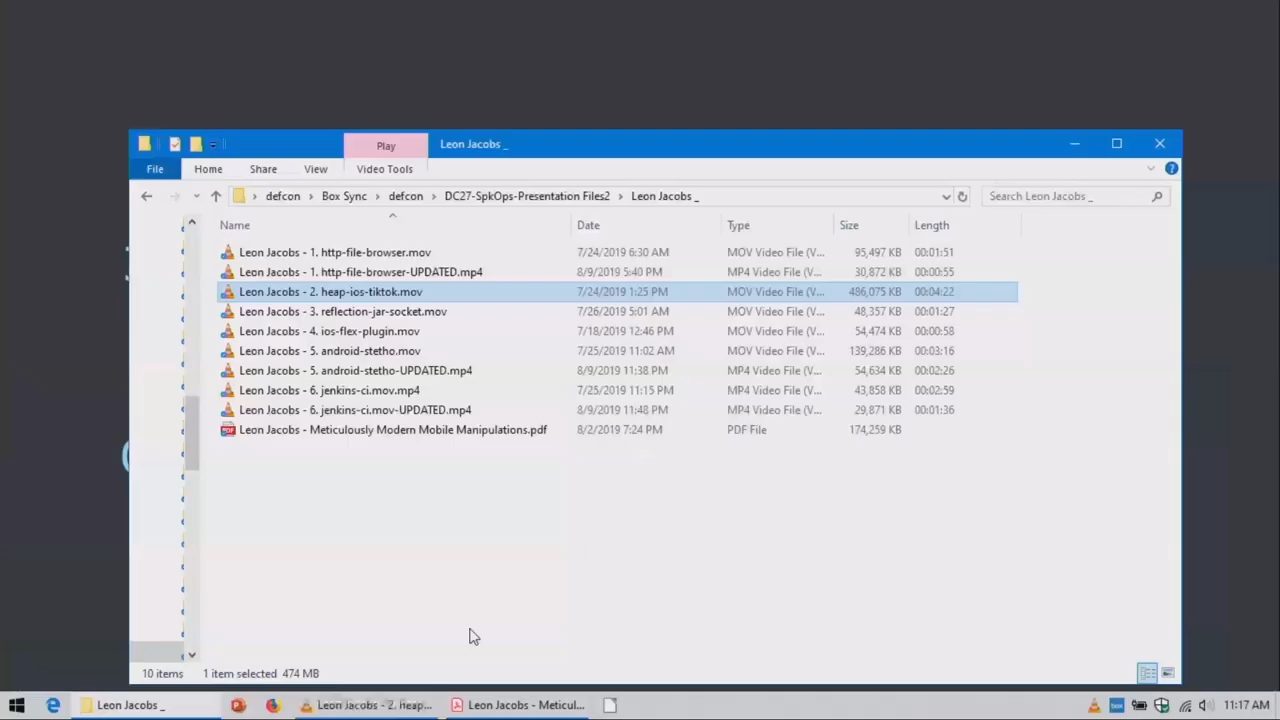 Play
Leon Jacobs _
File
Home
Share
View
Video Tools
defcon
Box Sync
defcon
DC27-SpkOps-Presentation Files2
Leon Jacobs _
Search Leon Jacobs _
Name
Date
Type
Size
Length
Leon Jacobs - 1. http-file-browser.mov 7/24/2019 6:30 AM MOV Video File (V... 95,497 KB 00:01:51
Leon Jacobs - 1. http-file-browser-UPDATED.mp4 8/9/2019 5:40 PM MP4 Video File (V... 30,872 KB 00:00:55
Leon Jacobs - 2. heap-ios-tiktok.mov 7/24/2019 1:25 PM MOV Video File (V... 486,075 KB 00:04:22
Leon Jacobs - 3. reflection-jar-socket.mov 7/26/2019 5:01 AM MOV Video File (V... 48,357 KB 00:01:27
Leon Jacobs - 4. ios-flex-plugin.mov 7/18/2019 12:46 PM MOV Video File (V... 54,474 KB 00:00:58
Leon Jacobs - 5. android-stetho.mov 7/25/2019 11:02 AM MOV Video File (V... 139,286 KB 00:03:16
Leon Jacobs - 5. android-stetho-UPDATED.mp4 8/9/2019 11:38 PM MP4 Video File (V... 54,634 KB 00:02:26
Leon Jacobs - 6. jenkins-ci.mov.mp4 7/25/2019 11:15 PM MP4 Video File (V... 43,858 KB 00:02:59
Leon Jacobs - 6. jenkins-ci.mov-UPDATED.mp4 8/9/2019 11:48 PM MP4 Video File (V... 29,871 KB 00:01:36
Leon Jacobs - Meticulously Modern Mobile Manipulations.pdf 8/2/2019 7:24 PM PDF File 174,259 KB
10 items 1 item selected 474 MB
Leon Jacobs _
Leon Jacobs - 2. heap...
Leon Jacobs - Meticul...
11:17 AM